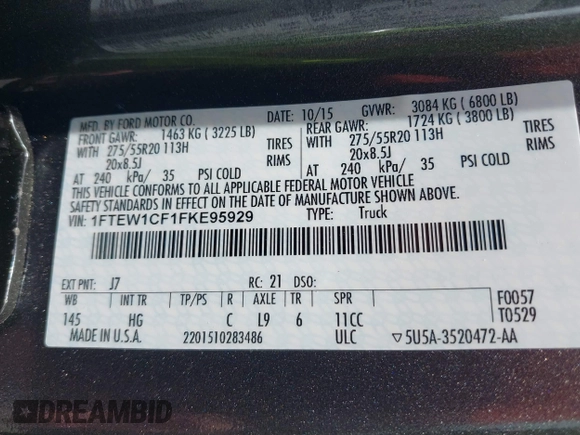 MFD. BY FORD MOTOR CO. DATE: 10/15 GVWR: 3084 KG ( 6800 LB)
FRONT GAWR: 1463 KG ( 3225 LB) REAR GAWR: 1724 KG ( 3800 LB)
WITH 275/55R20 113H TIRES WITH 275/55R20 113H TIRES
20x8.5J RIMS 20x8.5J RIMS
AT 240 kPa/ 35 PSI COLD AT 240 kPa/ 35 PSI COLD
THIS VEHICLE CONFORMS TO ALL APPLICABLE FEDERAL MOTOR VEHICLE
SAFETY STANDARDS IN EFFECT ON THE DATE OF MANUFACTURE SHOWN ABOVE.
VIN: 1FTEW1CF1FKE95929 TYPE: Truck
EXT PNT: J7 RC: 21 DSO:
WB INT TR TP/PS R AXLE TR SPR F0057
145 HG C L9 6 11CC T0529
MADE IN U.S.A. 2201510283486 ULC ▽5U5A-3520472-AA
DREAMBID